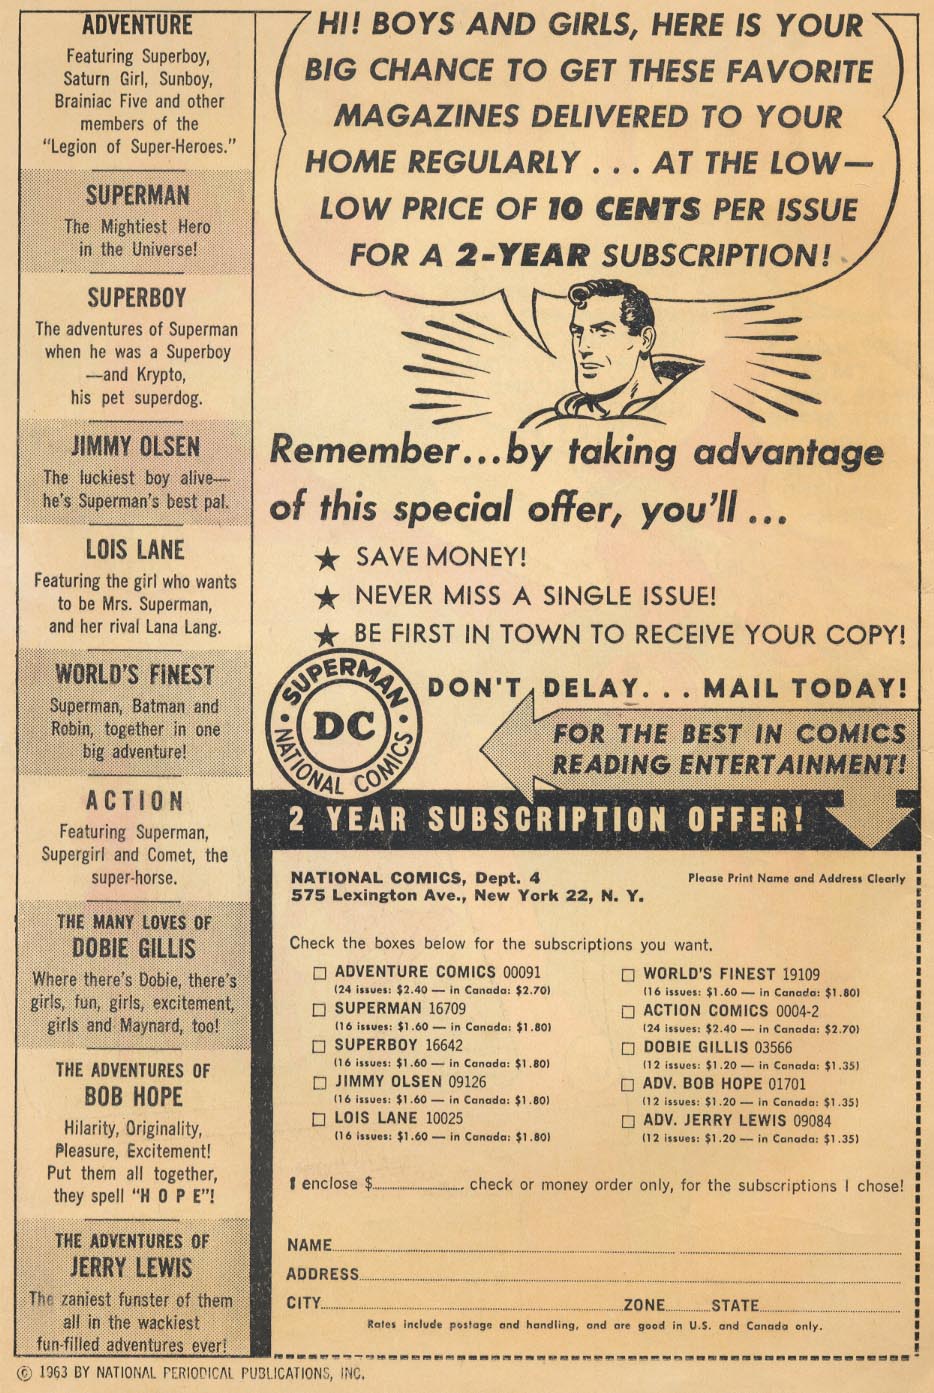 ADVENTURE
Featuring Superboy,
Saturn Girl, Sunboy,
Brainiac Five and other
members of the
"Legion of Super-Heroes."
SUPERMAN
The Mightiest Hero
in the Universe!
SUPERBOY
The adventures of Superman
when he was a Superboy
—and Krypto,
his pet superdog.
JIMMY OLSEN
The luckiest boy alive—
he's Superman's best pal.
LOIS LANE
Featuring the girl who wants
to be Mrs. Superman,
and her rival Lana Lang.
WORLD'S FINEST
Superman, Batman and
Robin, together in one
big adventure!
ACTION
Featuring Superman,
Supergirl and Comet, the
super-horse.
THE MANY LOVES OF
DOBIE GILLIS
Where there's Dobie, there's
girls, fun, girls, excitement,
girls and Maynard, too!
THE ADVENTURES OF
BOB HOPE
Hilarity, Originality,
Pleasure, Excitement!
Put them all together,
they spell "H O P E"!
THE ADVENTURES OF
JERRY LEWIS
The zaniest funster of them
all in the wackiest
fun-filled adventures ever!
HI! BOYS AND GIRLS, HERE IS YOUR
BIG CHANCE TO GET THESE FAVORITE
MAGAZINES DELIVERED TO YOUR
HOME REGULARLY . . . AT THE LOW—
LOW PRICE OF 10 CENTS PER ISSUE
FOR A 2-YEAR SUBSCRIPTION!
Remember...by taking advantage
of this special offer, you'll ...
★ SAVE MONEY!
★ NEVER MISS A SINGLE ISSUE!
★ BE FIRST IN TOWN TO RECEIVE YOUR COPY!
SUPERMAN
DC
NATIONAL COMICS
DON'T DELAY. . . MAIL TODAY!
FOR THE BEST IN COMICS
READING ENTERTAINMENT!
2 YEAR SUBSCRIPTION OFFER!
NATIONAL COMICS, Dept. 4
575 Lexington Ave., New York 22, N. Y.
Please Print Name and Address Clearly
Check the boxes below for the subscriptions you want.
ADVENTURE COMICS 00091
(24 issues: $2.40 — in Canada: $2.70)
SUPERMAN 16709
(16 issues: $1.60 — in Canada: $1.80)
SUPERBOY 16642
(16 issues: $1.60 — in Canada: $1.80)
JIMMY OLSEN 09126
(16 issues: $1.60 — in Canada: $1.80)
LOIS LANE 10025
(16 issues: $1.60 — in Canada: $1.80)
WORLD'S FINEST 19109
(16 issues: $1.60 — in Canada: $1.80)
ACTION COMICS 0004-2
(24 issues: $2.40 — in Canada: $2.70)
DOBIE GILLIS 03566
(12 issues: $1.20 — in Canada: $1.35)
ADV. BOB HOPE 01701
(12 issues: $1.20 — in Canada: $1.35)
ADV. JERRY LEWIS 09084
(12 issues: $1.20 — in Canada: $1.35)
I enclose $.................... check or money order only, for the subscriptions I chose!
NAME
ADDRESS
CITY ZONE STATE
Rates include postage and handling, and are good in U.S. and Canada only.
© 1963 BY NATIONAL PERIODICAL PUBLICATIONS, INC.